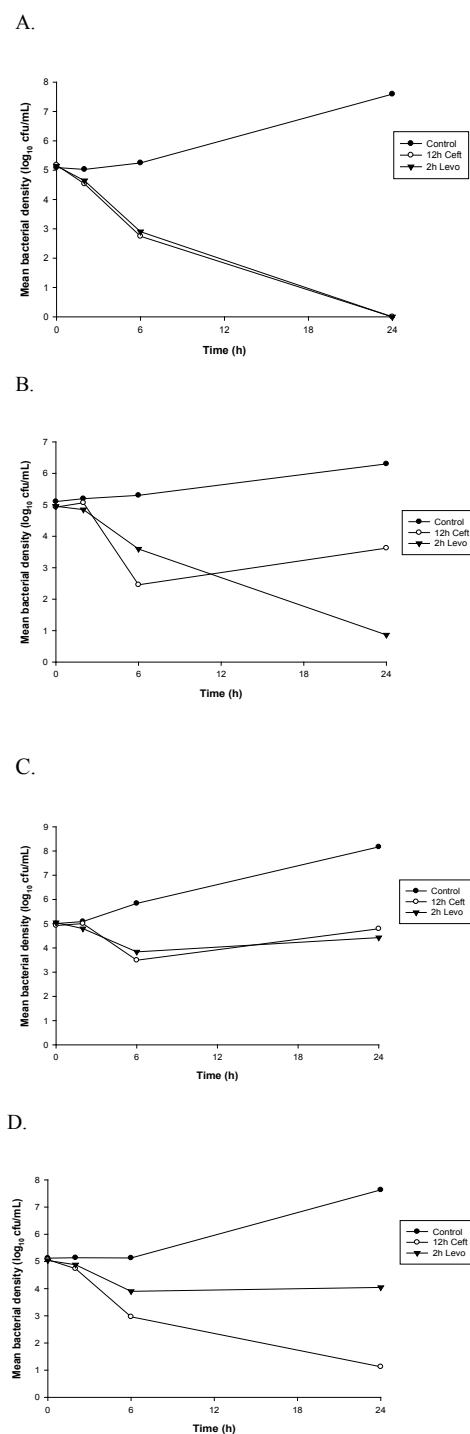 A.
Mean bacterial density (log10 cfu/mL)
8
7
6
5
4
3
2
1
0
0 6 12 18 24
Time (h)
Control
12h Ceft
2h Levo
B.
Mean bacterial density (log10 cfu/mL)
7
6
5
4
3
2
1
0
0 6 12 18 24
Time (h)
Control
12h Ceft
2h Levo
C.
Mean bacterial density (log10 cfu/mL)
9
8
7
6
5
4
3
2
1
0
0 6 12 18 24
Time (h)
Control
12h Ceft
2h Levo
D.
Mean bacterial density (log10 cfu/mL)
8
7
6
5
4
3
2
1
0
0 6 12 18 24
Time (h)
Control
12h Ceft
2h Levo